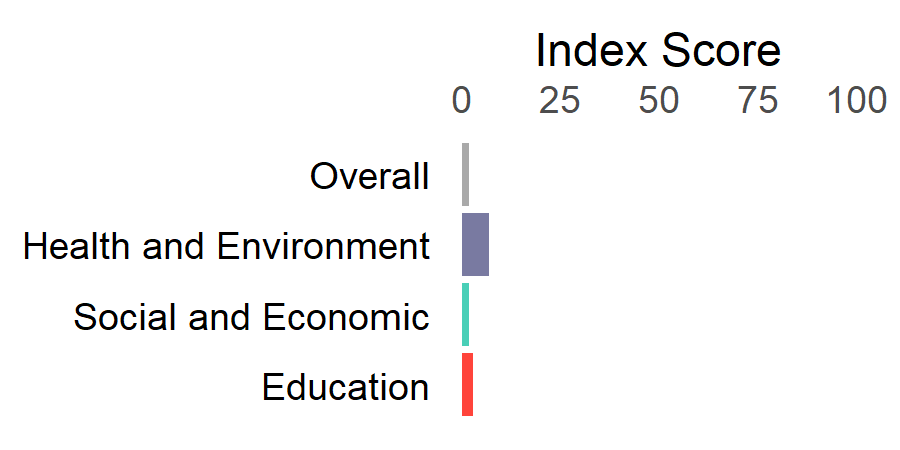 Index Score
0 25 50 75 100
Overall
Health and Environment
Social and Economic
Education